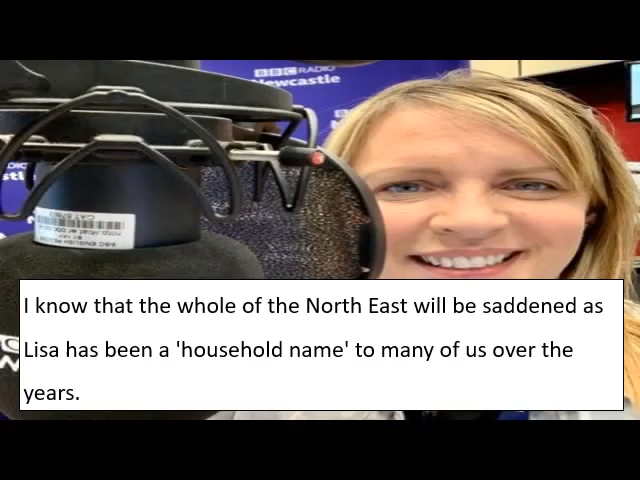 BBC RADIO
Newcastle
I know that the whole of the North East will be saddened as
Lisa has been a 'household name' to many of us over the
years.